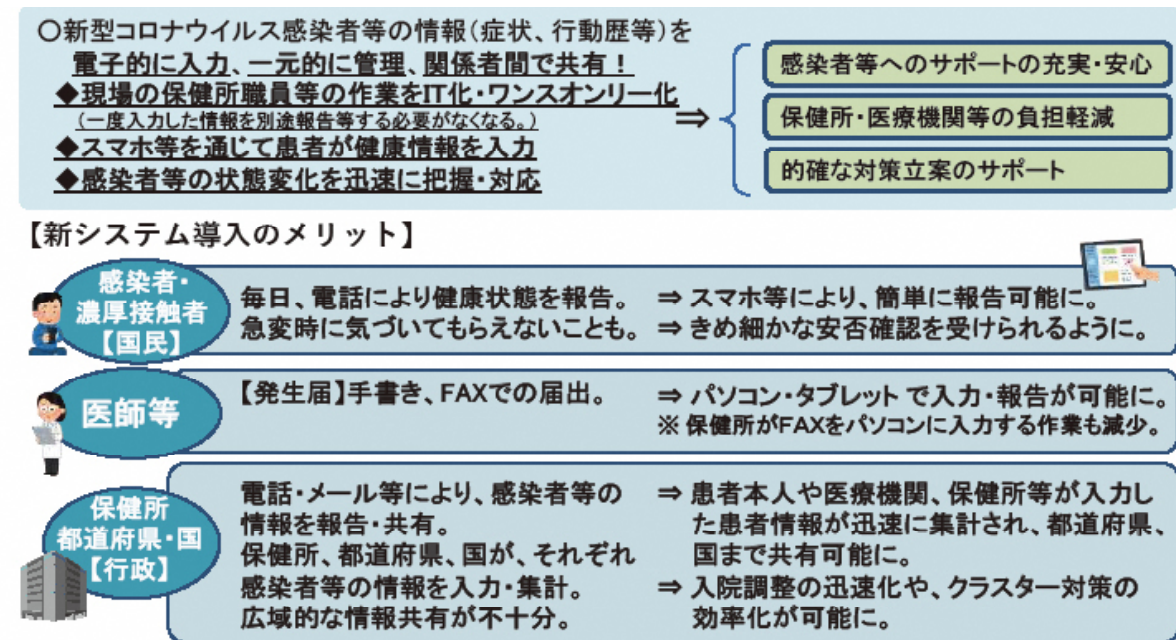 ○新型コロナウイルス感染者等の情報(症状、行動歴等)を
電子的に入力、一元的に管理、関係者間で共有！
◆現場の保健所職員等の作業をIT化・ワンスオンリー化
(一度入力した情報を別途報告等する必要がなくなる。)
◆スマホ等を通じて患者が健康情報を入力
◆感染者等の状態変化を迅速に把握・対応
⇒
感染者等へのサポートの充実・安心
保健所・医療機関等の負担軽減
的確な対策立案のサポート
【新システム導入のメリット】
感染者・
濃厚接触者
【国民】
毎日、電話により健康状態を報告。
急変時に気づいてもらえないことも。
⇒ スマホ等により、簡単に報告可能に。
⇒ きめ細かな安否確認を受けられるように。
医師等
【発生届】手書き、FAXでの届出。
⇒ パソコン・タブレット で入力・報告が可能に。
※ 保健所がFAXをパソコンに入力する作業も減少。
保健所
都道府県・国
【行政】
電話・メール等により、感染者等の
情報を報告・共有。
保健所、都道府県、国が、それぞれ
感染者等の情報を入力・集計。
広域的な情報共有が不十分。
⇒ 患者本人や医療機関、保健所等が入力し
た患者情報が迅速に集計され、都道府県、
国まで共有可能に。
⇒ 入院調整の迅速化や、クラスター対策の
効率化が可能に。